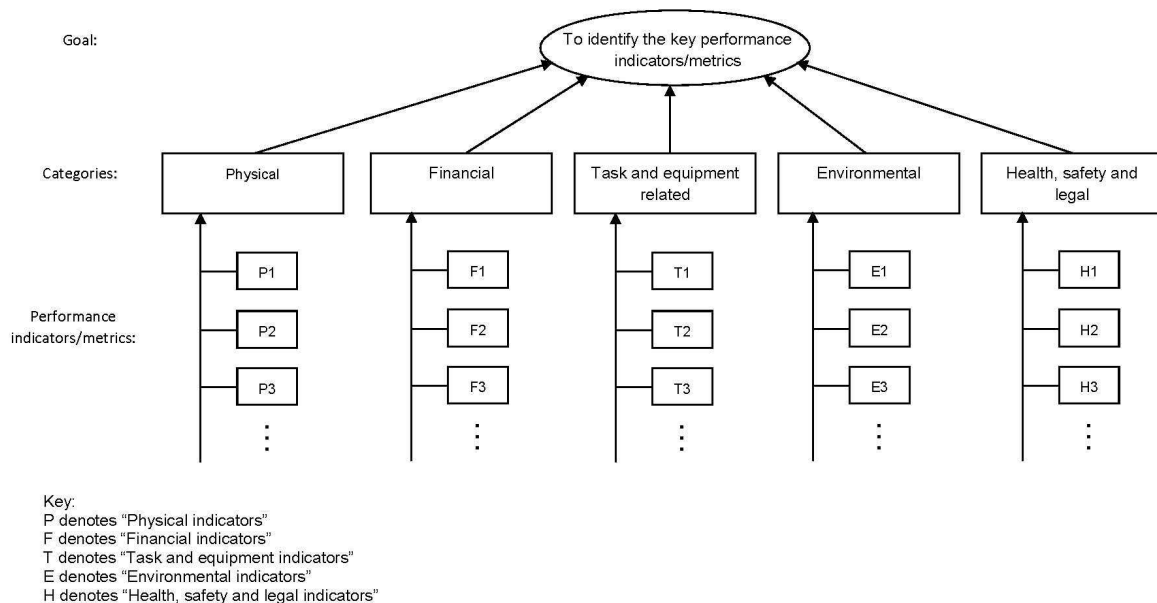 Goal:
To identify the key performance
indicators/metrics
Categories:
Physical
Financial
Task and equipment
related
Environmental
Health, safety and
legal
Performance
indicators/metrics:
P1
F1
T1
E1
H1
P2
F2
T2
E2
H2
P3
F3
T3
E3
H3
Key:
P denotes “Physical indicators”
F denotes “Financial indicators”
T denotes “Task and equipment indicators”
E denotes “Environmental indicators”
H denotes “Health, safety and legal indicators”